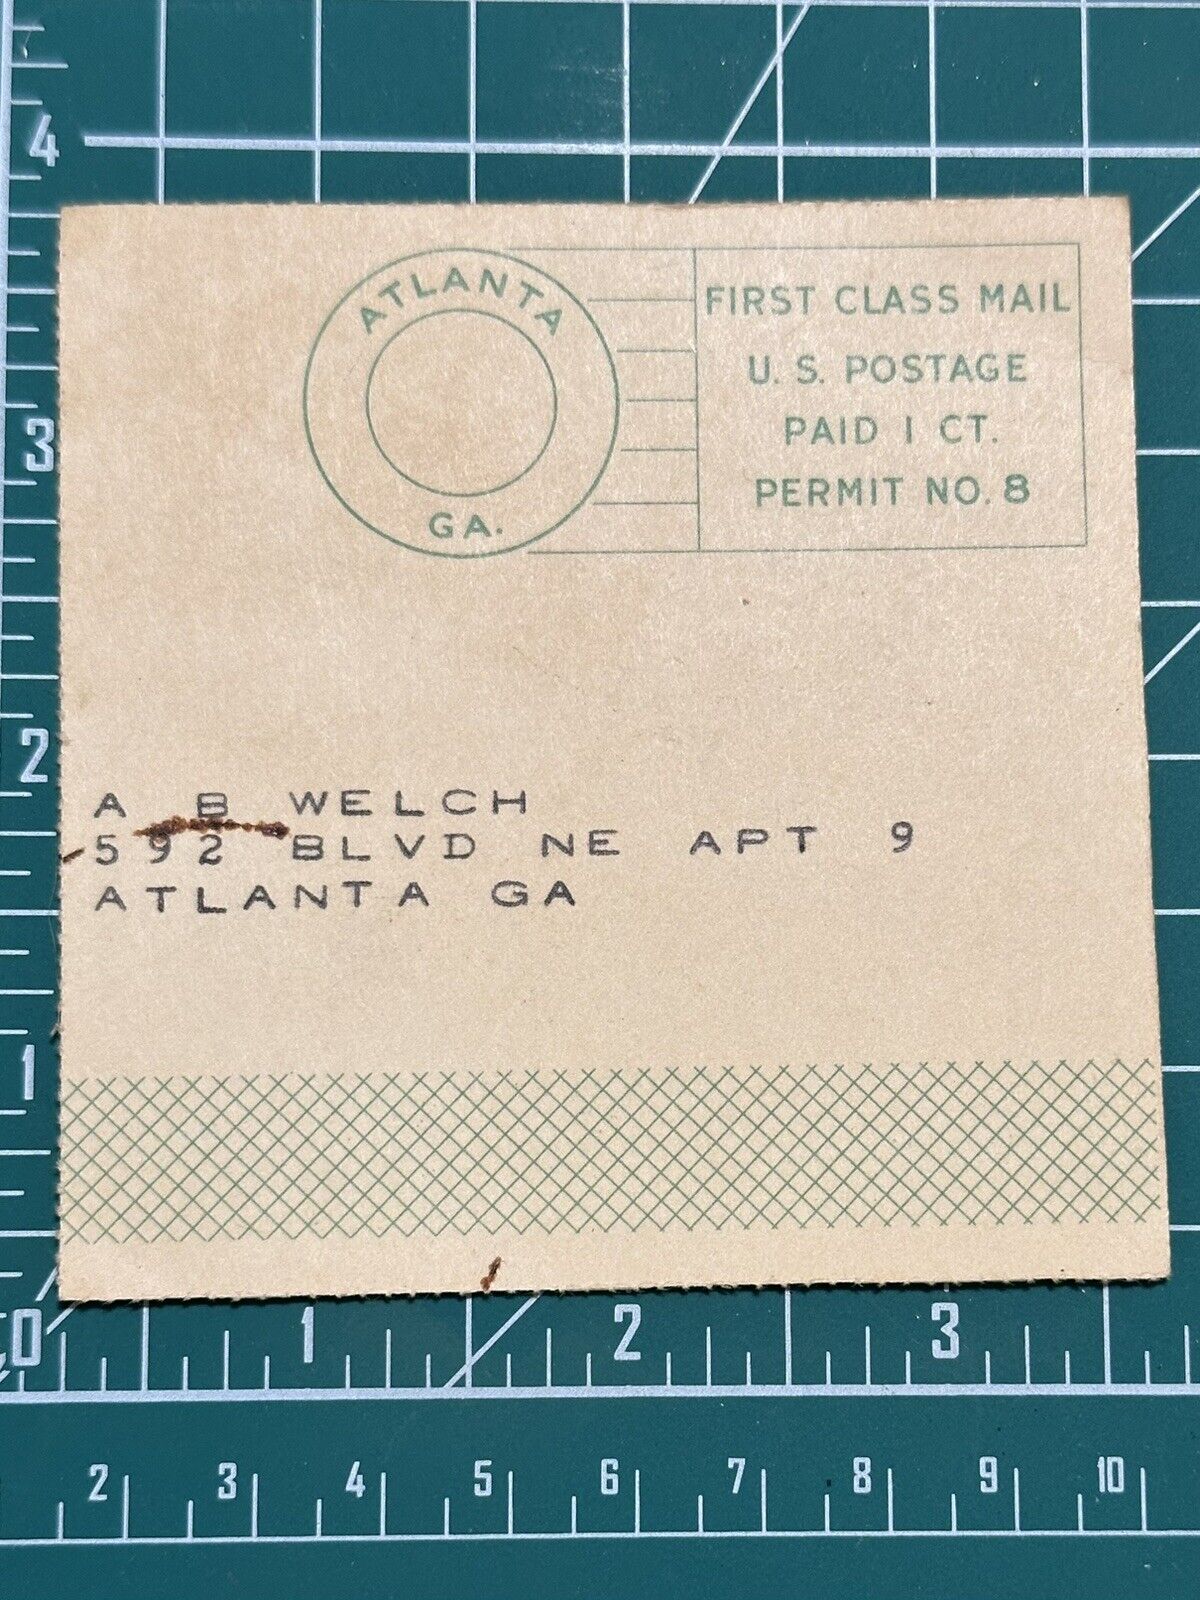 ATLANTA
GA.
FIRST CLASS MAIL
U. S. POSTAGE
PAID 1 CT.
PERMIT NO. 8
A B WELCH
592 BLVD NE APT 9
ATLANTA GA
4
3
2
1
0 1 2 3
2 3 4 5 6 7 8 9 10